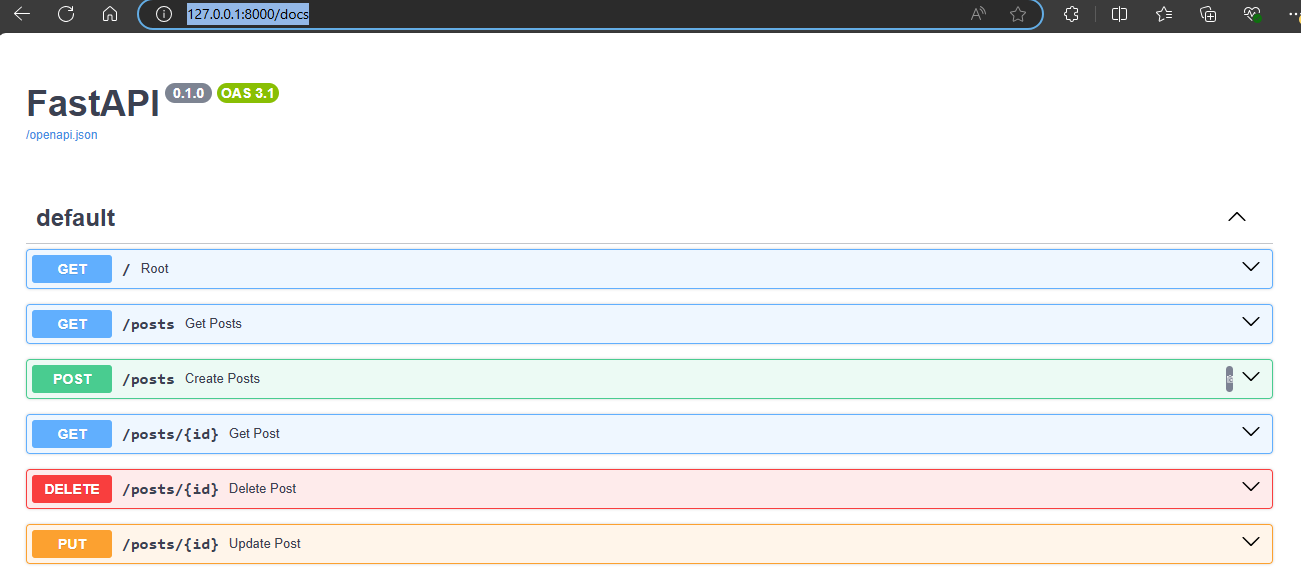 127.0.0.1:8000/docs
FastAPI 0.1.0 OAS 3.1
/openapi.json
default
GET / Root
GET /posts Get Posts
POST /posts Create Posts
GET /posts/{id} Get Post
DELETE /posts/{id} Delete Post
PUT /posts/{id} Update Post